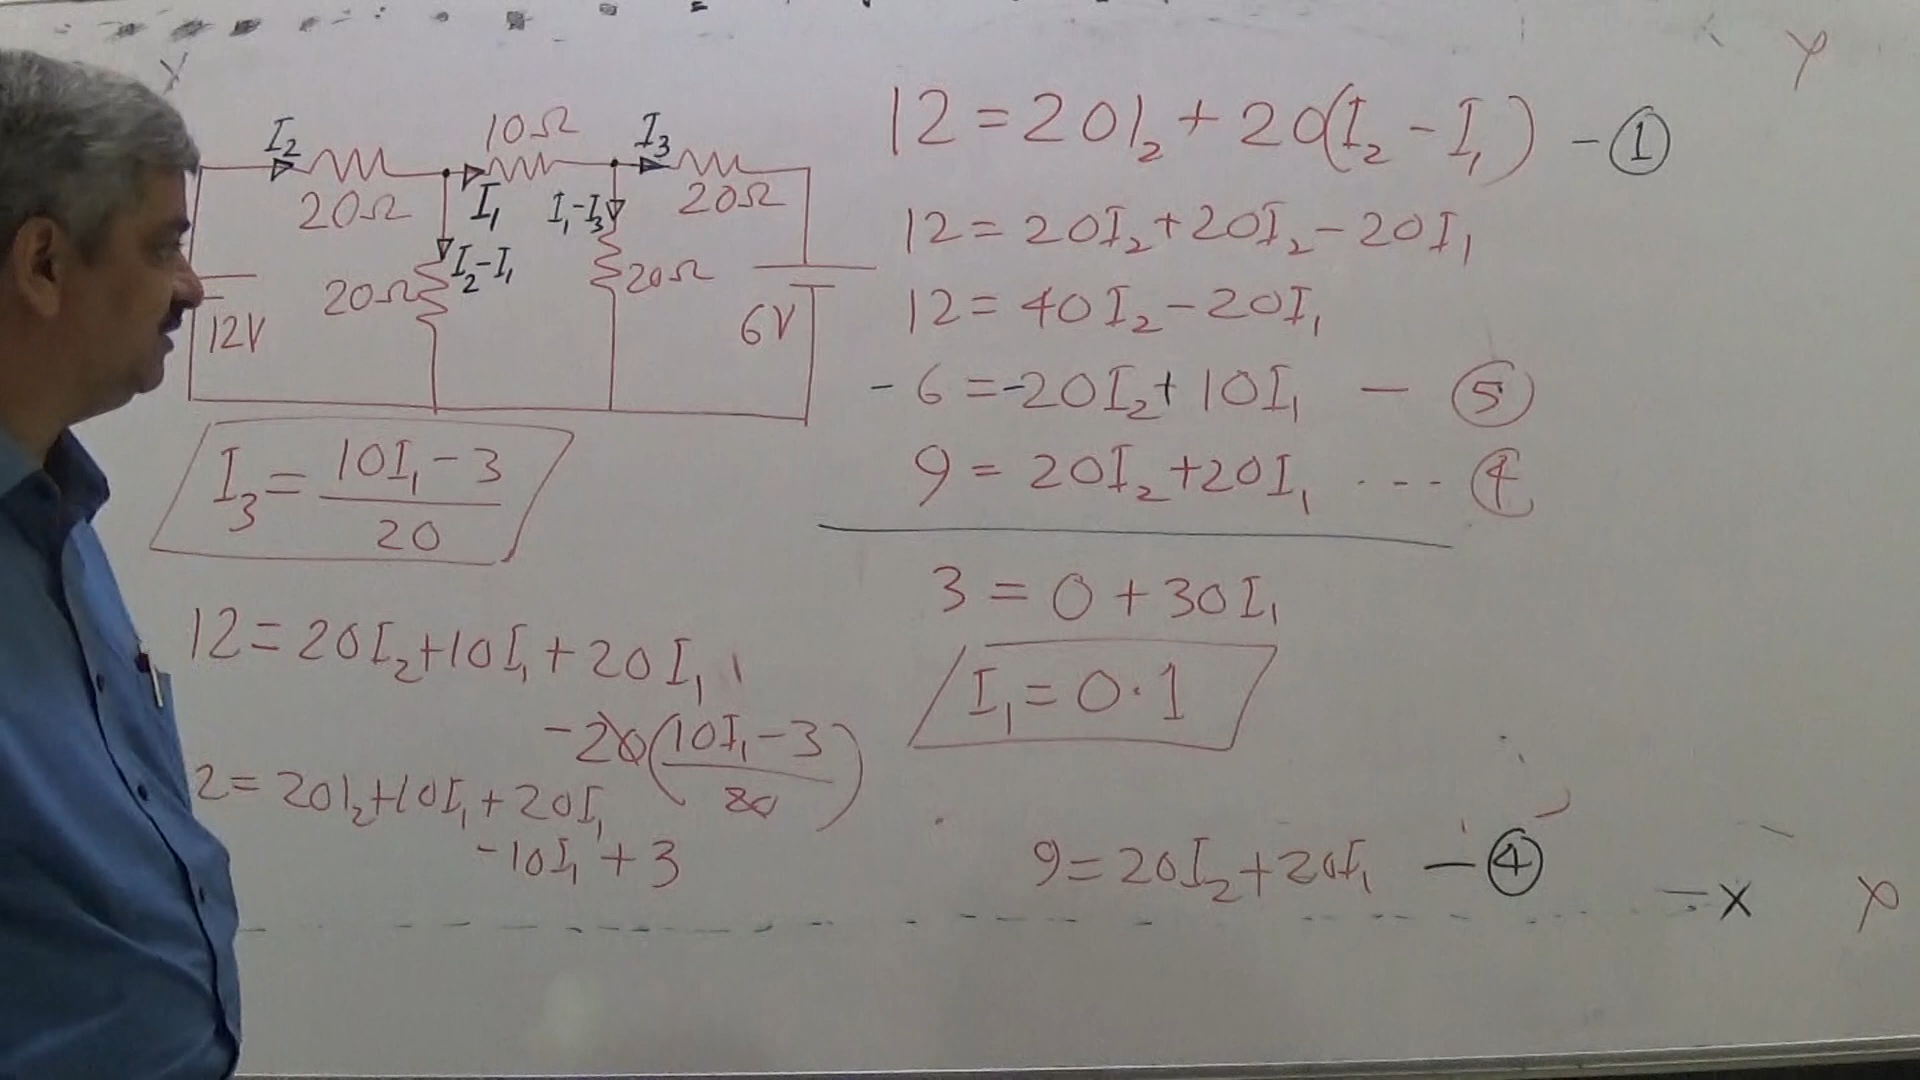 I₂
10Ω
I₃
20Ω
I₁
I₁-I₃
20Ω
20Ω
I₂-I₁
20Ω
12V
6V
I₃ = (10I₁ - 3)/20
12 = 20I₂ + 10I₁ + 20I₁
-20((10I₁ - 3)/20)
2 = 20I₂ + 10I₁ + 20I₁
-10I₁ + 3
12 = 20I₂ + 20(I₂ - I₁) - ①
12 = 20I₂ + 20I₂ - 20I₁
12 = 40I₂ - 20I₁
-6 = -20I₂ + 10I₁ - ⑤
9 = 20I₂ + 20I₁ ... ④
3 = 0 + 30I₁
I₁ = 0.1
9 = 20I₂ + 20I₁ - ④